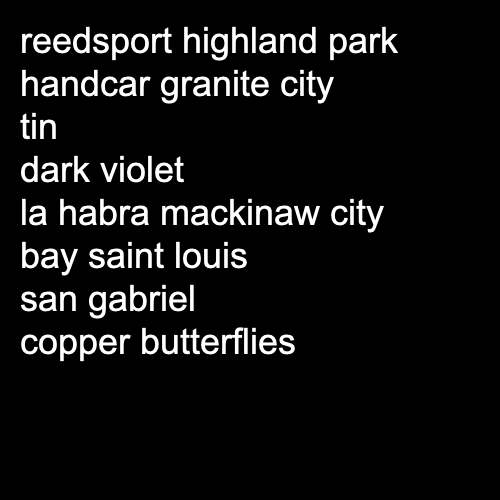 reedsport highland park
handcar granite city
tin
dark violet
la habra mackinaw city
bay saint louis
san gabriel
copper butterflies